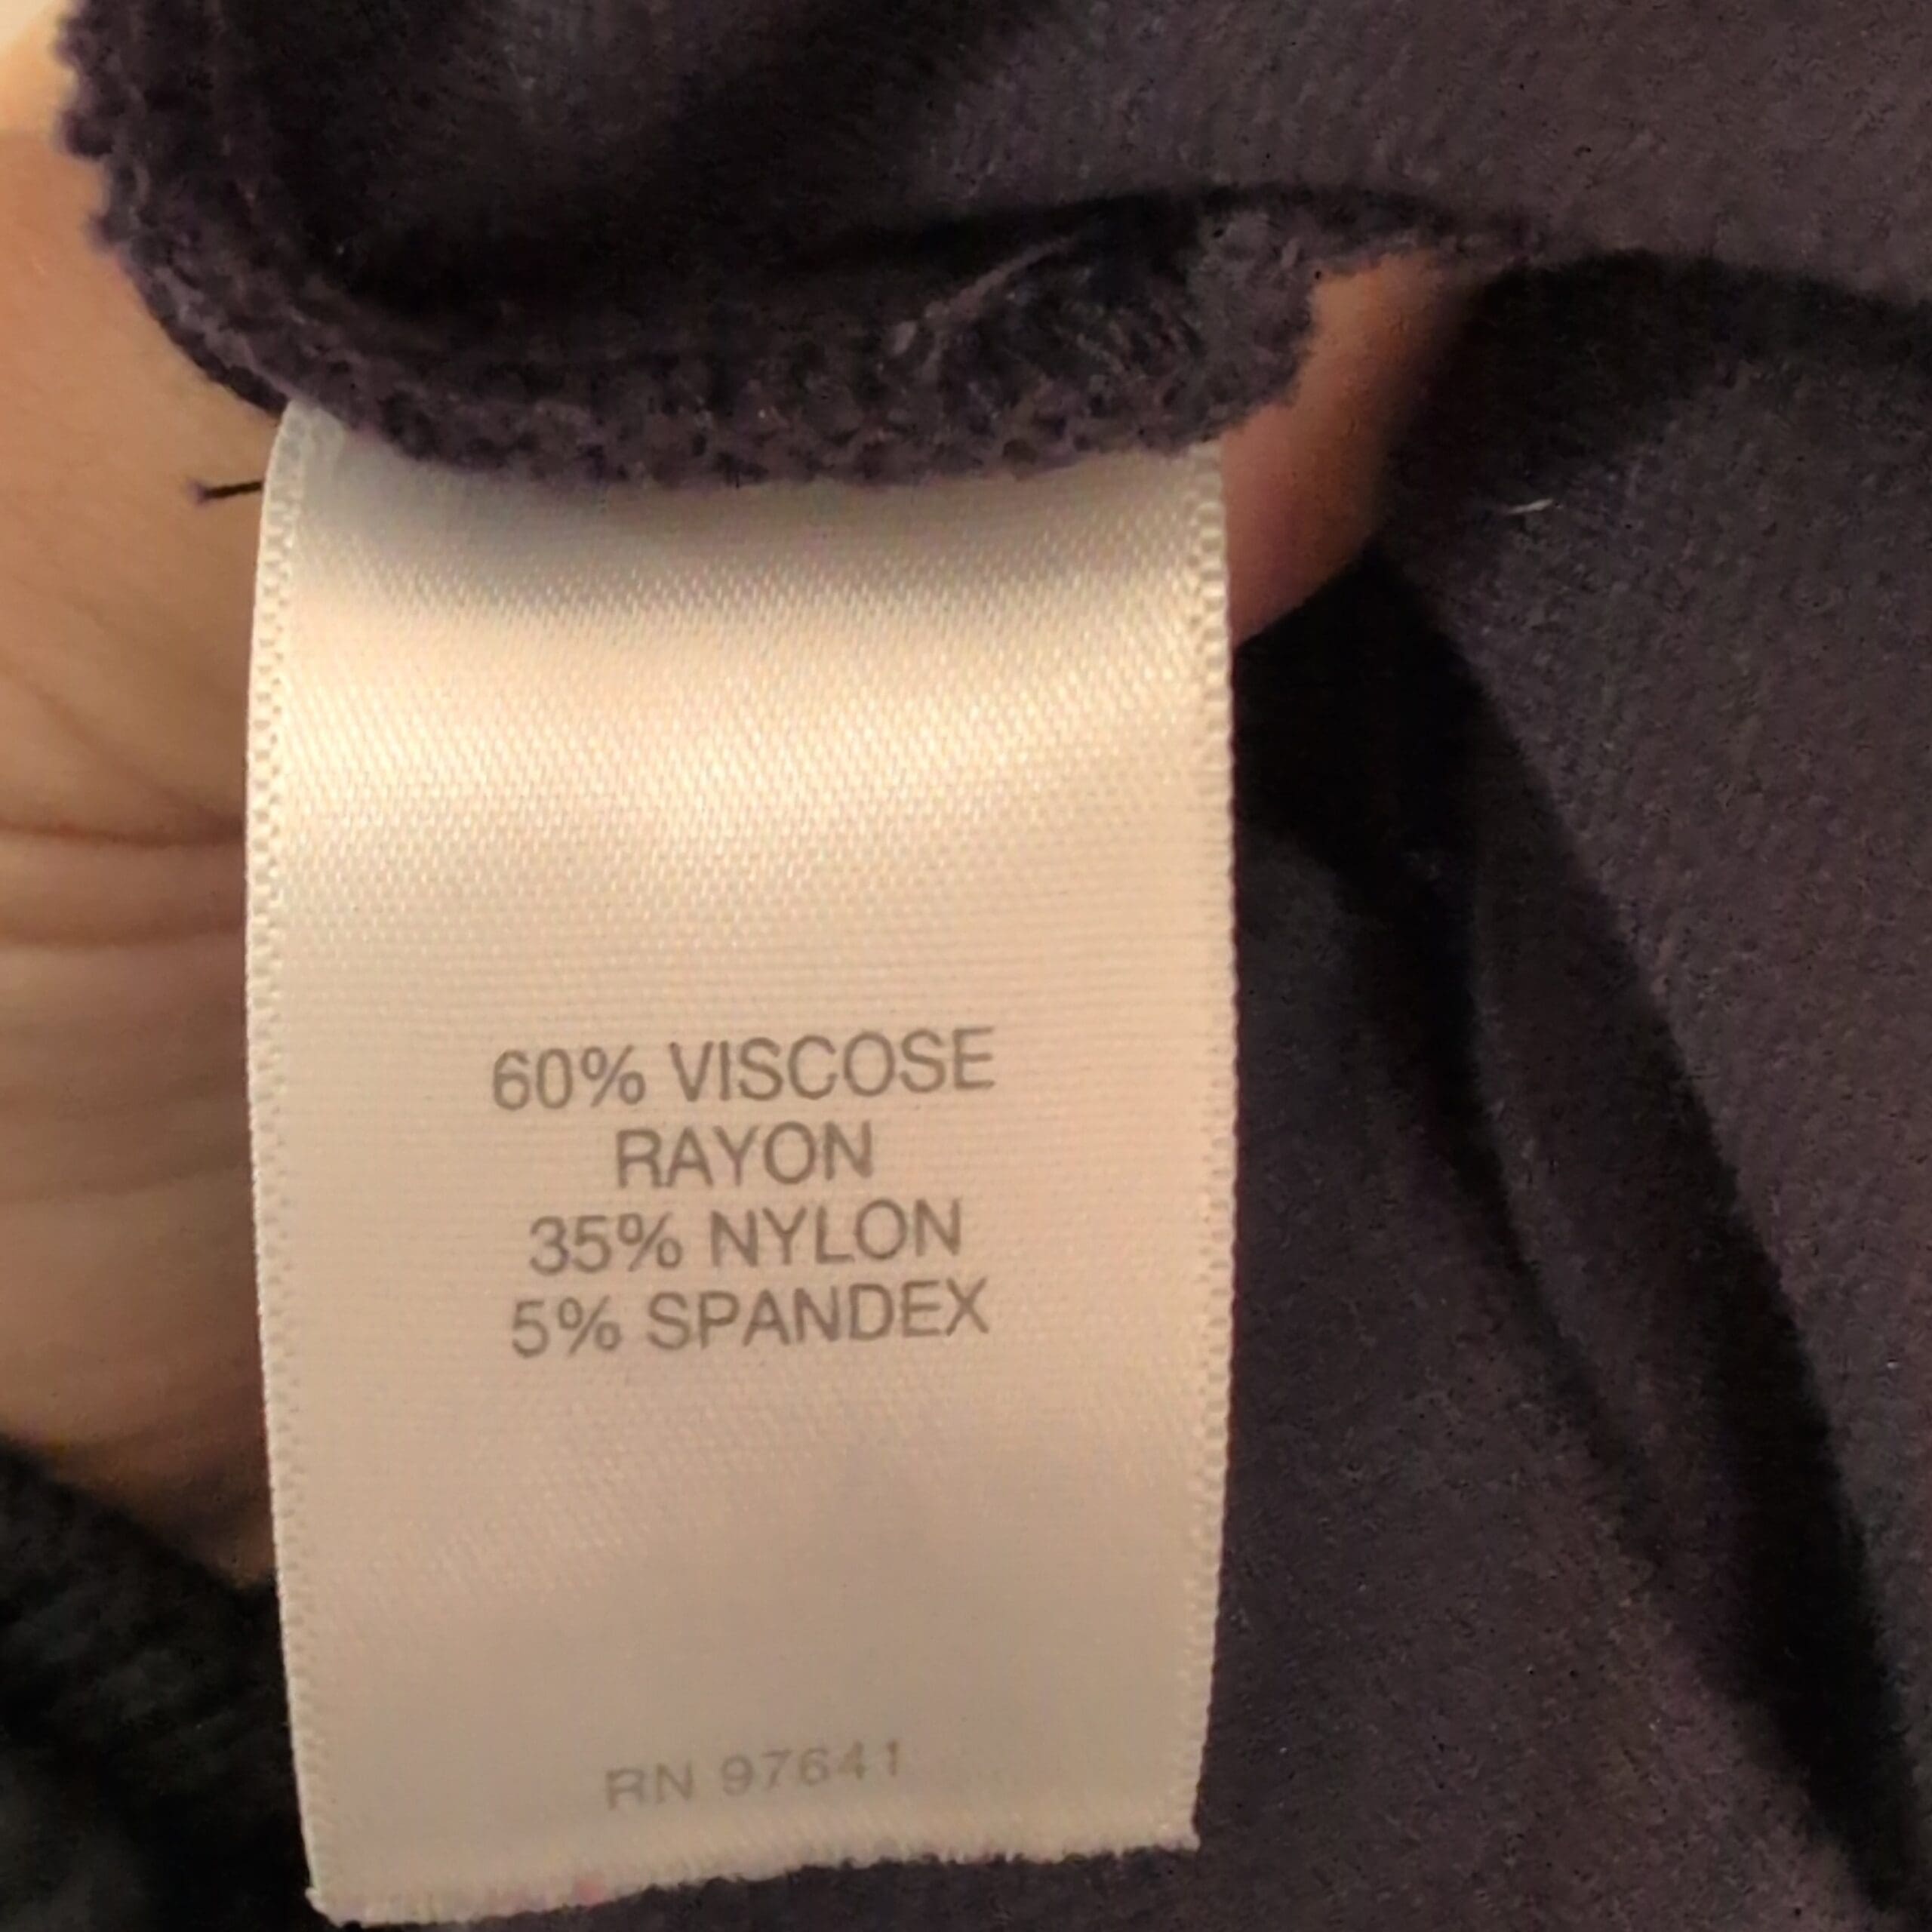 60% VISCOSE
RAYON
35% NYLON
5% SPANDEX
RN 97641